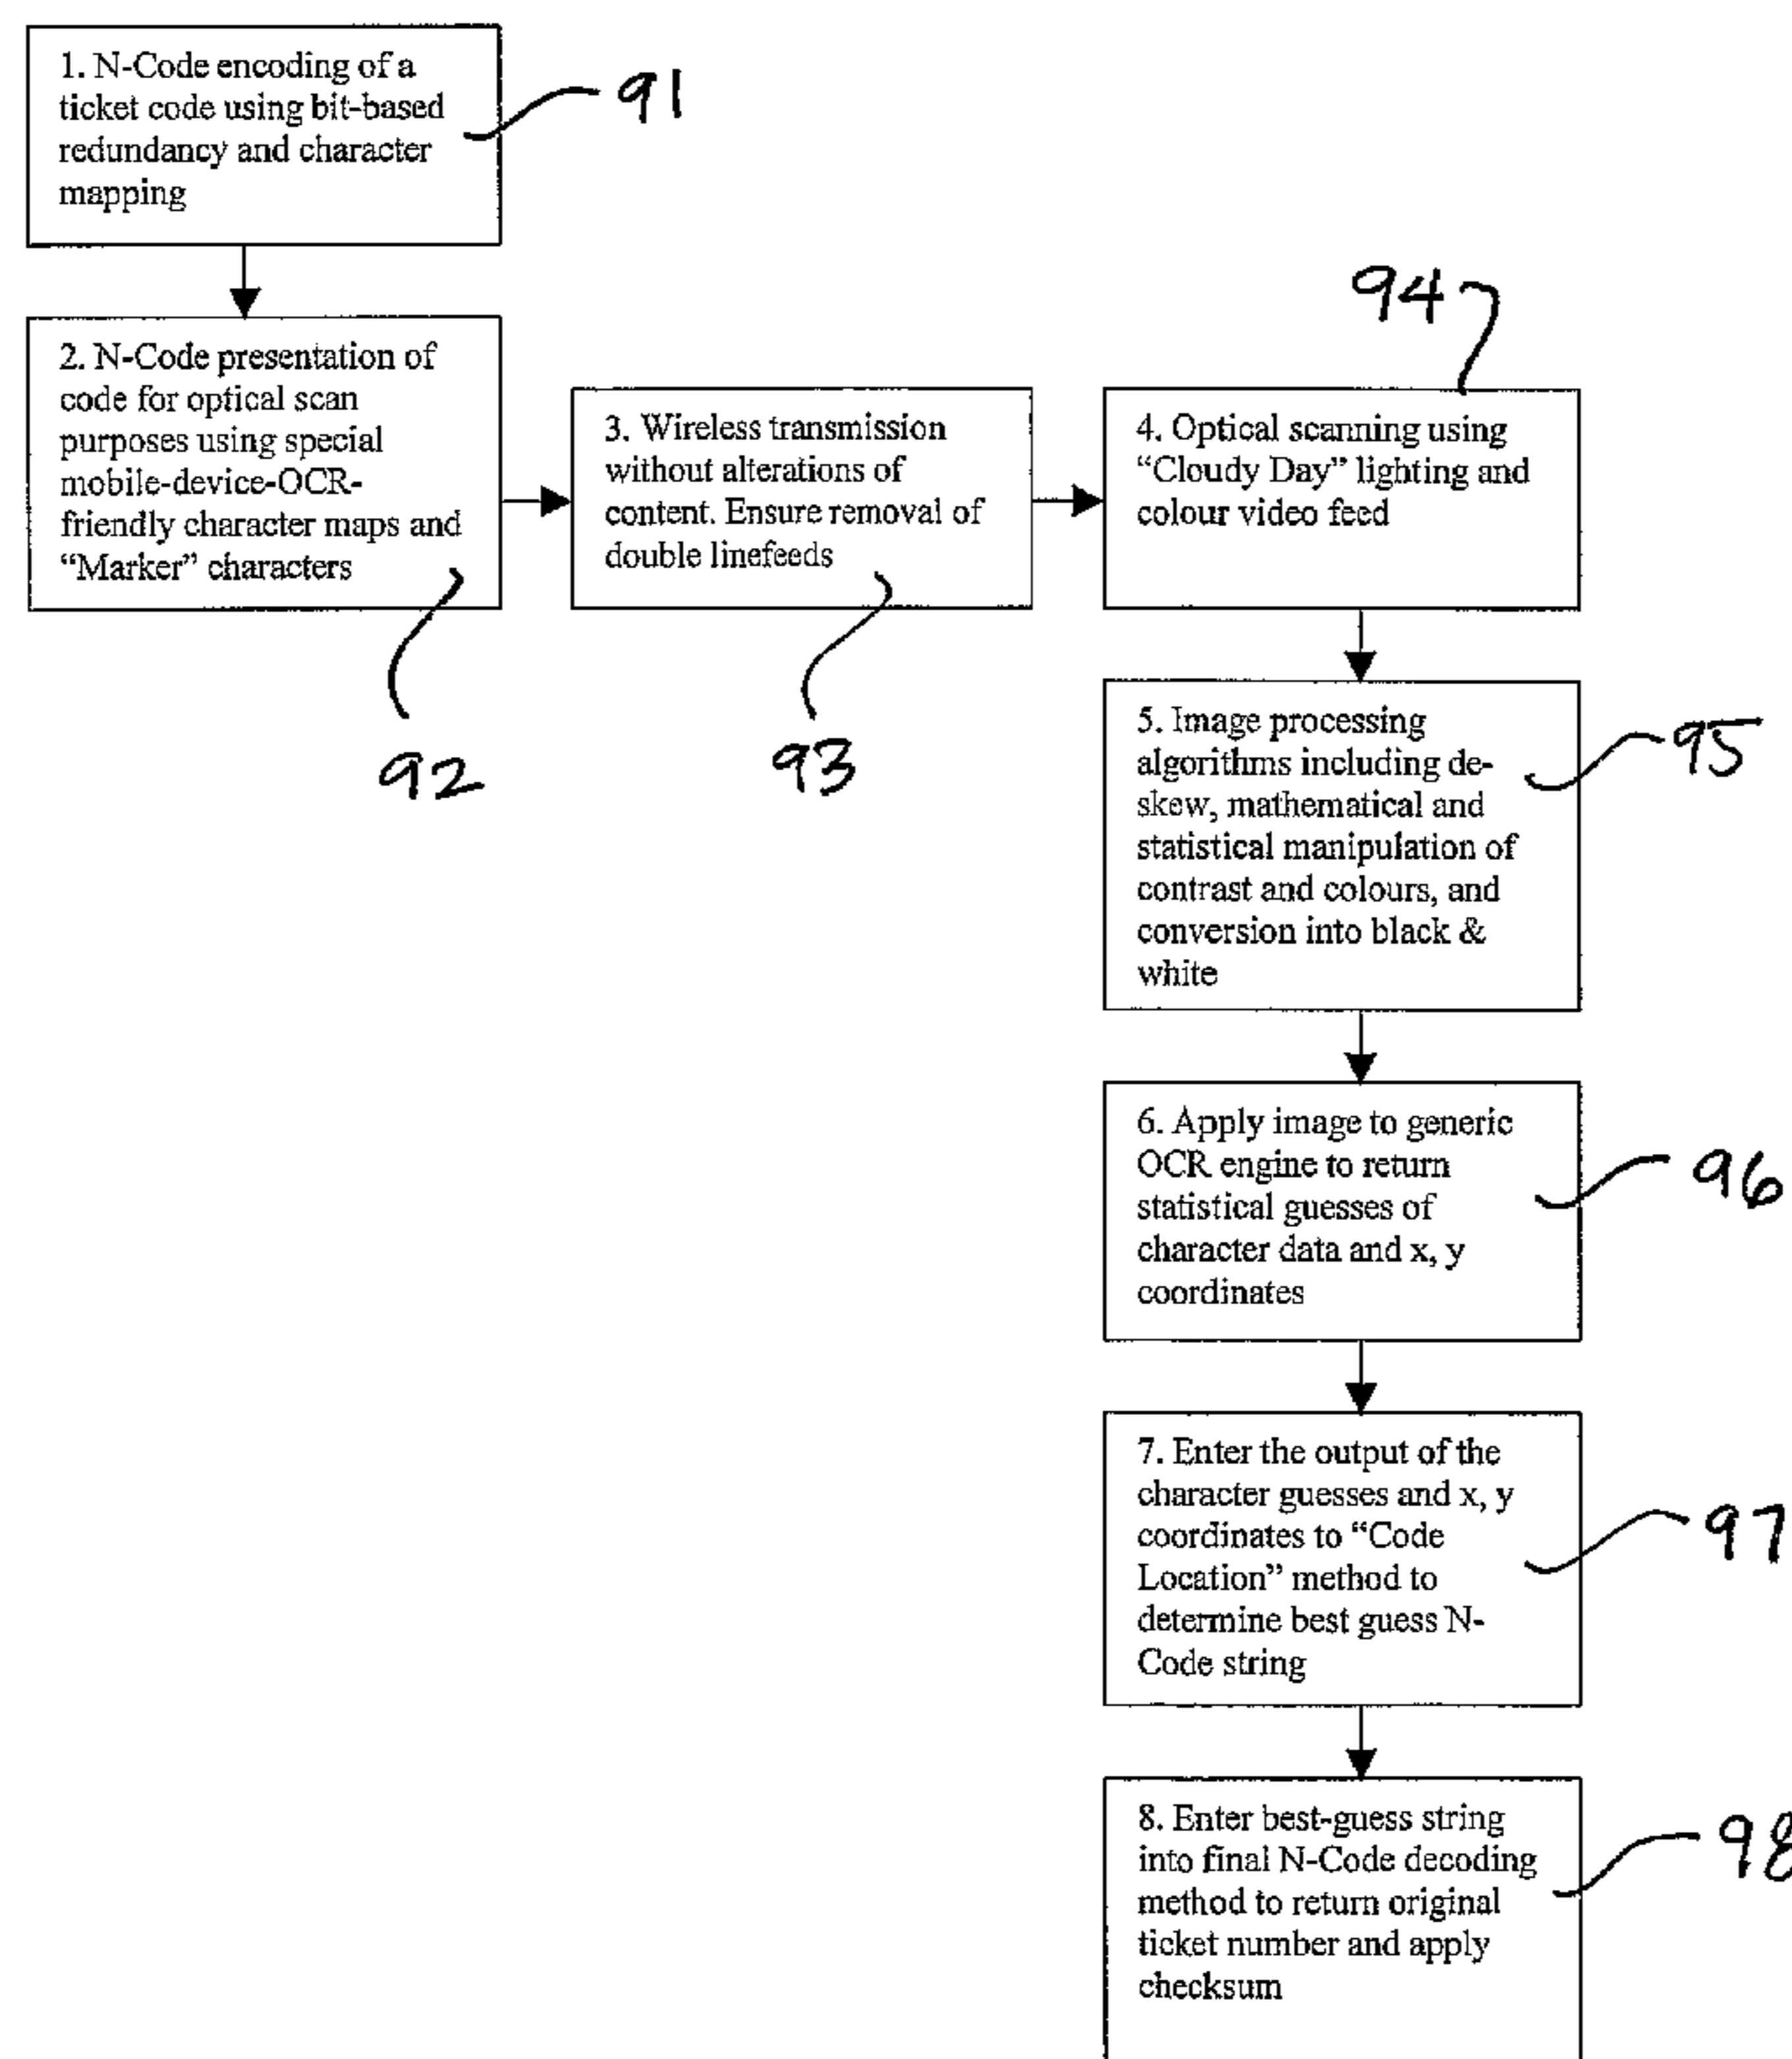 1. N-Code encoding of a
ticket code using bit-based
redundancy and character
mapping
91
2. N-Code presentation of
code for optical scan
purposes using special
mobile-device-OCR-
friendly character maps and
“Marker” characters
92
3. Wireless transmission
without alterations of
content. Ensure removal of
double linefeeds
93
94
4. Optical scanning using
“Cloudy Day” lighting and
colour video feed
5. Image processing
algorithms including de-
skew, mathematical and
statistical manipulation of
contrast and colours, and
conversion into black &
white
95
6. Apply image to generic
OCR engine to return
statistical guesses of
character data and x, y
coordinates
96
7. Enter the output of the
character guesses and x, y
coordinates to “Code
Location” method to
determine best guess N-
Code string
97
8. Enter best-guess string
into final N-Code decoding
method to return original
ticket number and apply
checksum
98